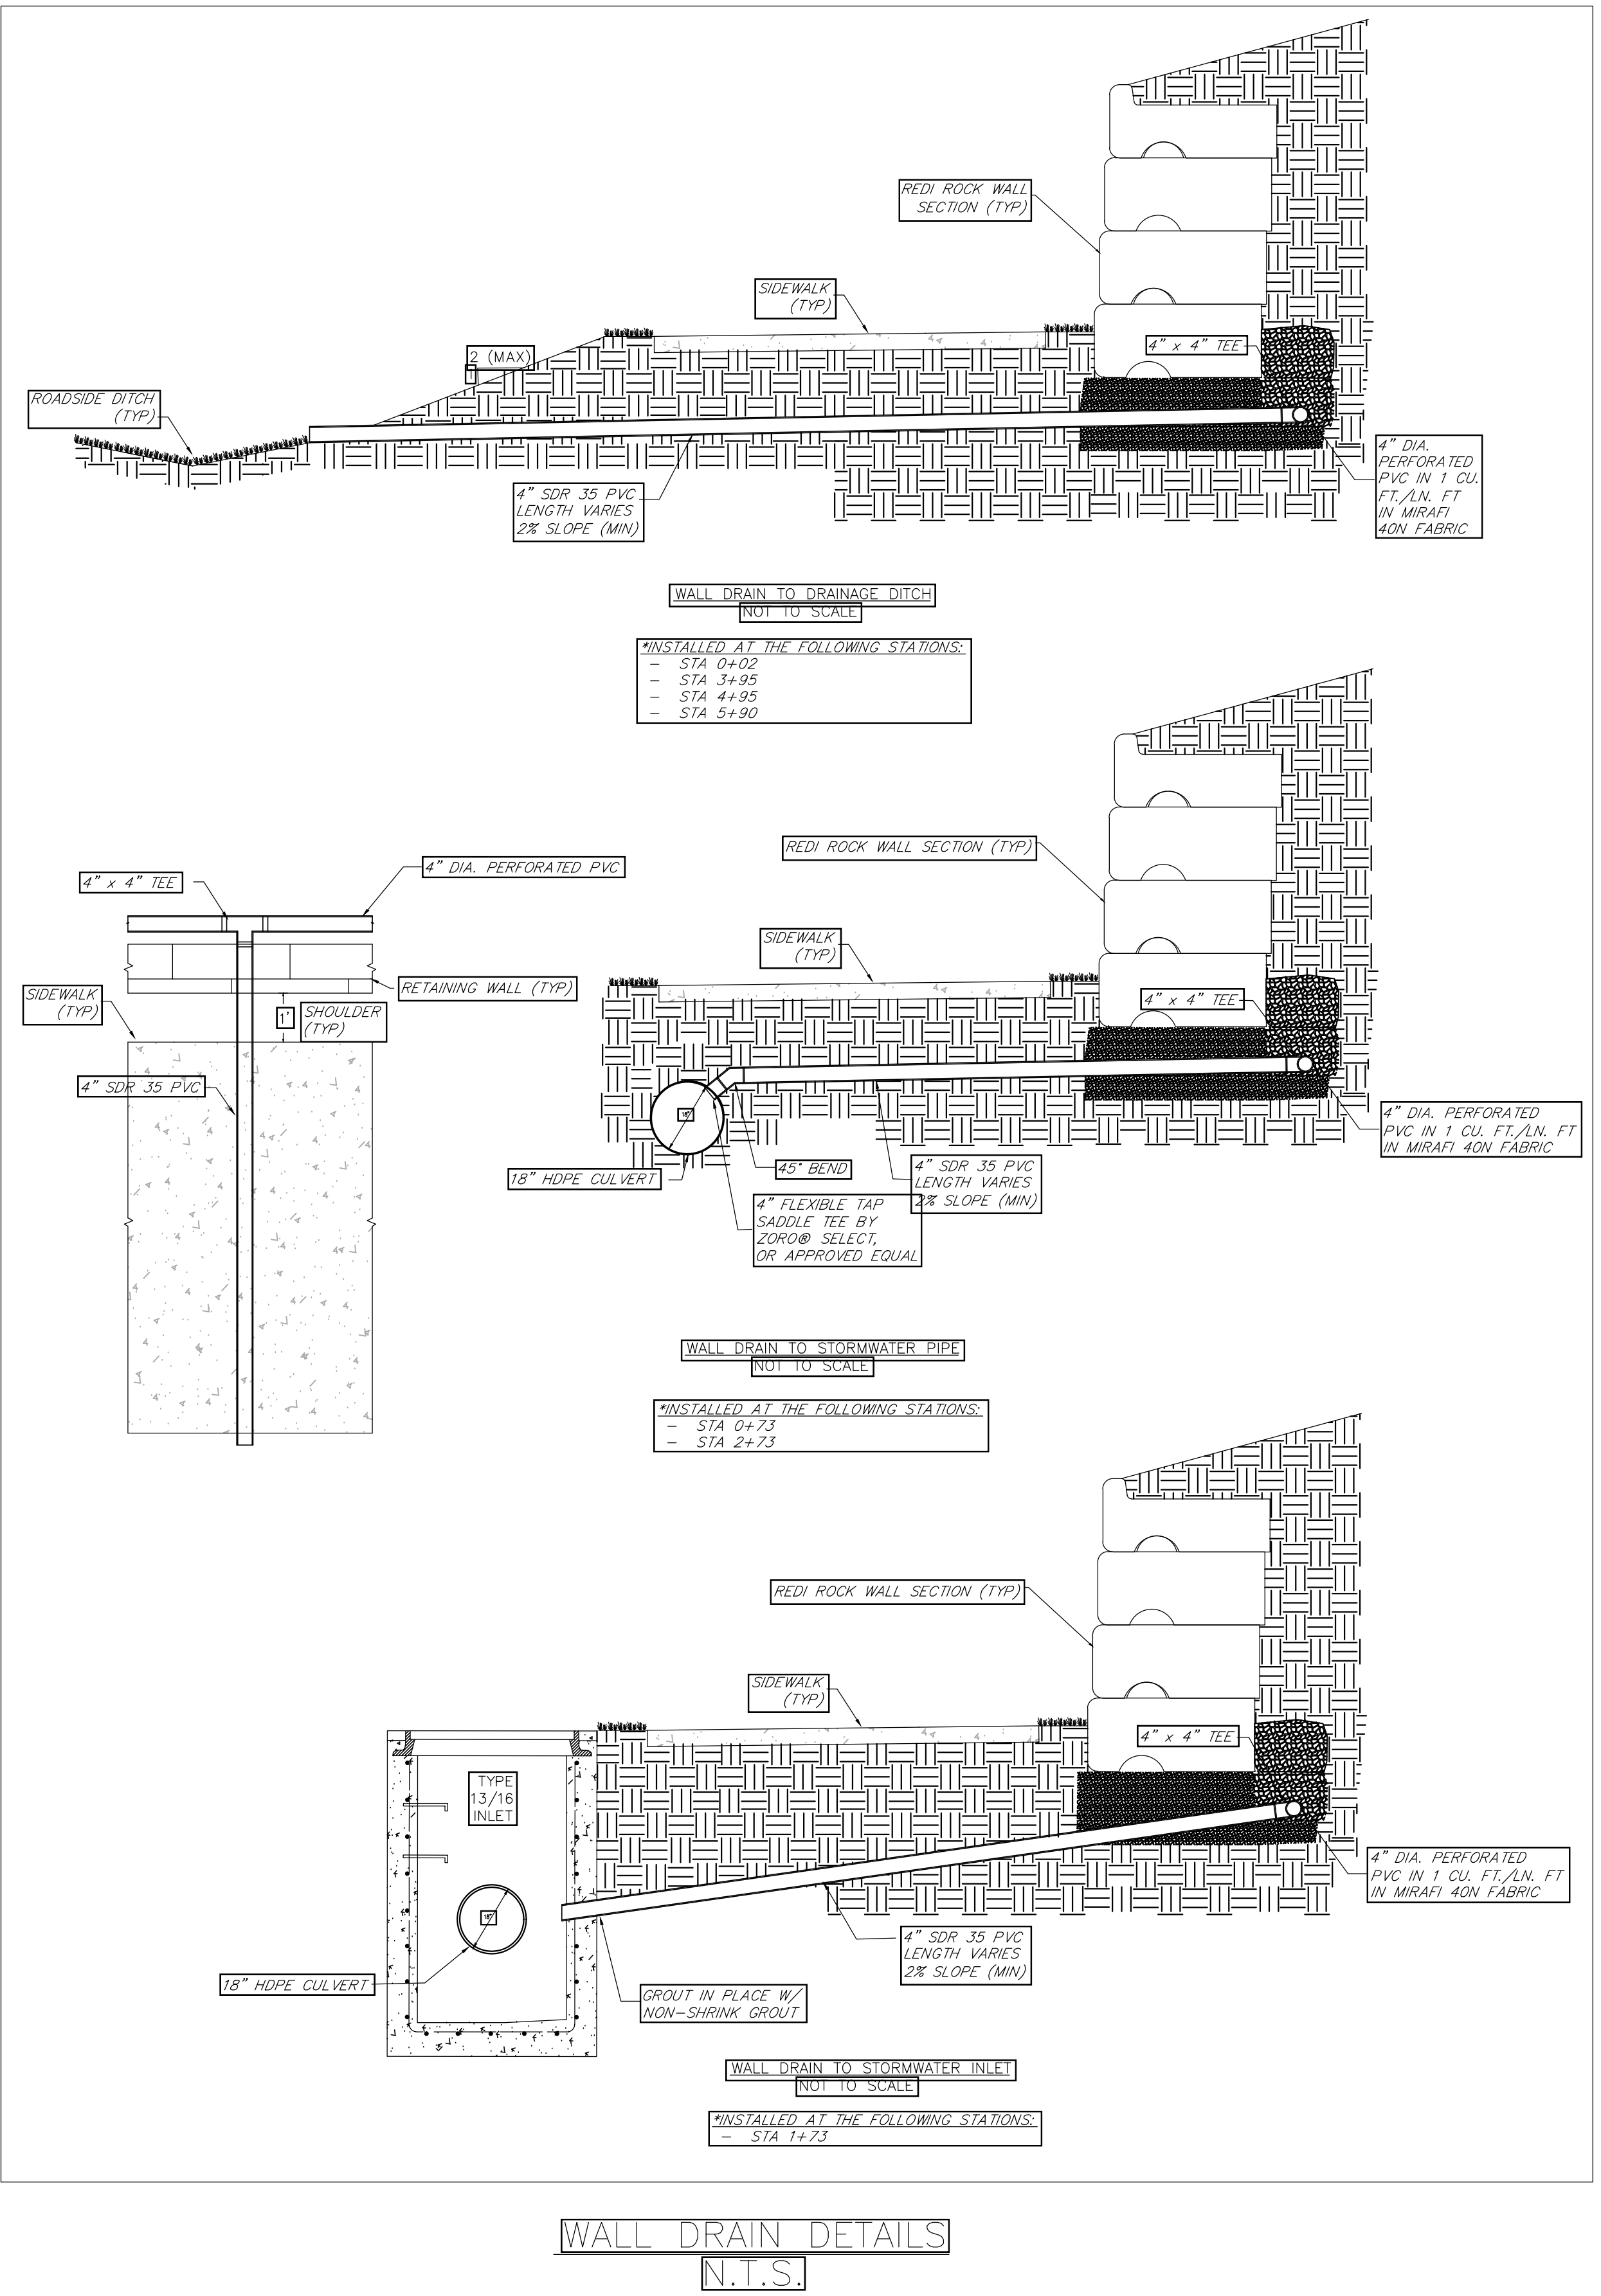 REDI ROCK WALL
SECTION (TYP)
SIDEWALK
(TYP)
4" x 4" TEE
2 (MAX)
1
ROADSIDE DITCH
(TYP)
4" DIA.
PERFORATED
PVC IN 1 CU.
FT./LN. FT
IN MIRAFI
40N FABRIC
4" SDR 35 PVC
LENGTH VARIES
2% SLOPE (MIN)
WALL DRAIN TO DRAINAGE DITCH
NOT TO SCALE
*INSTALLED AT THE FOLLOWING STATIONS:
- STA 0+02
- STA 3+95
- STA 4+95
- STA 5+90
4" DIA. PERFORATED PVC
4" x 4" TEE
RETAINING WALL (TYP)
SIDEWALK
(TYP)
1'
SHOULDER
(TYP)
4" SDR 35 PVC
REDI ROCK WALL SECTION (TYP)
SIDEWALK
(TYP)
4" x 4" TEE
18"
4" DIA. PERFORATED
PVC IN 1 CU. FT./LN. FT
IN MIRAFI 40N FABRIC
18" HDPE CULVERT
45° BEND
4" SDR 35 PVC
LENGTH VARIES
2% SLOPE (MIN)
4" FLEXIBLE TAP
SADDLE TEE BY
ZORO® SELECT,
OR APPROVED EQUAL
WALL DRAIN TO STORMWATER PIPE
NOT TO SCALE
*INSTALLED AT THE FOLLOWING STATIONS:
- STA 0+73
- STA 2+73
REDI ROCK WALL SECTION (TYP)
SIDEWALK
(TYP)
4" x 4" TEE
TYPE
13/16
INLET
4" DIA. PERFORATED
PVC IN 1 CU. FT./LN. FT
IN MIRAFI 40N FABRIC
18"
4" SDR 35 PVC
LENGTH VARIES
2% SLOPE (MIN)
18" HDPE CULVERT
GROUT IN PLACE W/
NON-SHRINK GROUT
WALL DRAIN TO STORMWATER INLET
NOT TO SCALE
*INSTALLED AT THE FOLLOWING STATIONS:
- STA 1+73
WALL DRAIN DETAILS
N.T.S.